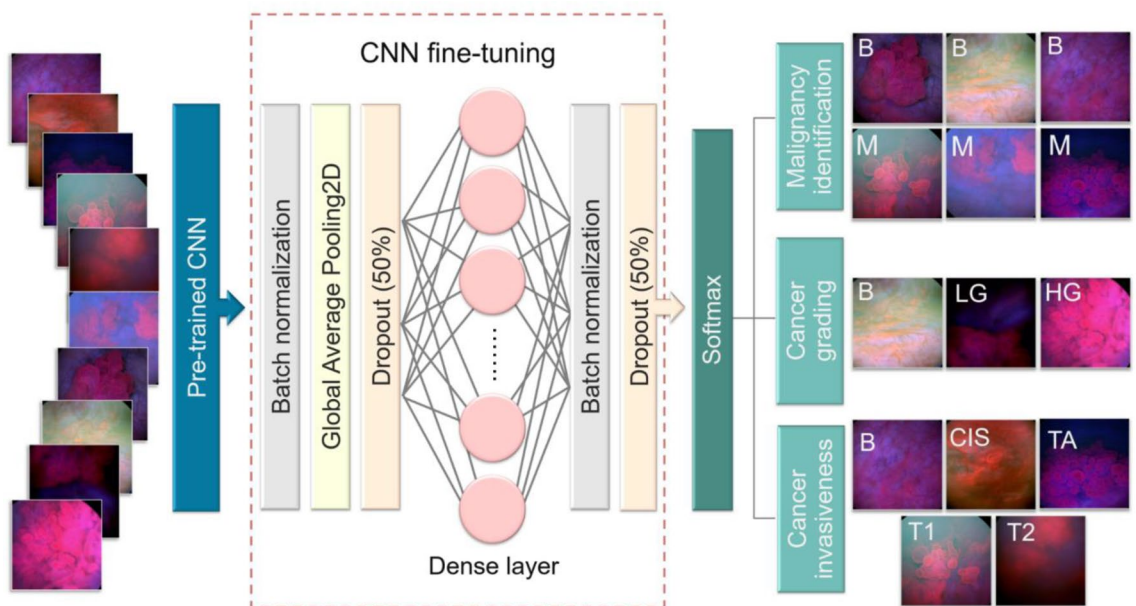 CNN fine-tuning
Pre-trained CNN
Batch normalization
Global Average Pooling2D
Dropout (50%)
.......
Dense layer
Batch normalization
Dropout (50%)
Softmax
Malignancy
identification
B
B
B
M
M
M
Cancer
grading
B
LG
HG
Cancer
invasiveness
B
CIS
TA
T1
T2